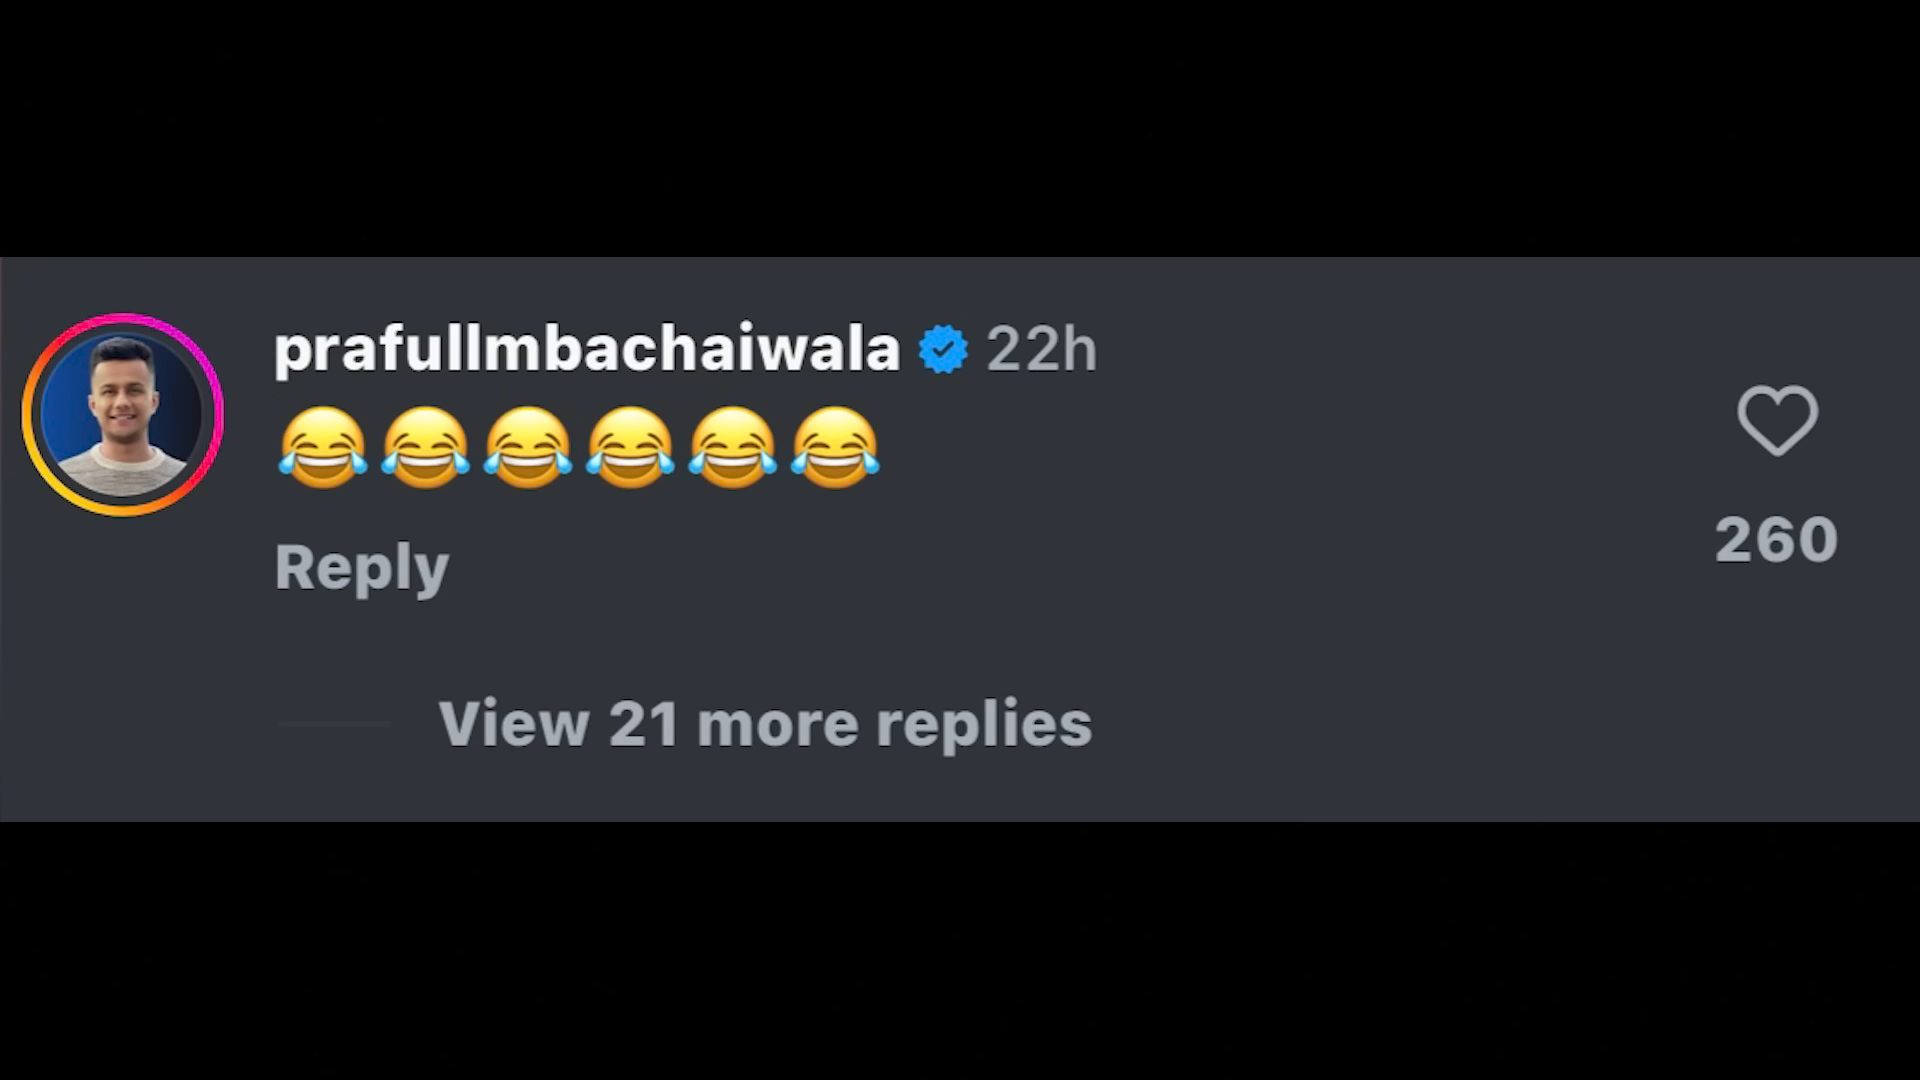 prafullmbachaiwala 22h
😂😂😂😂😂😂
260
Reply
View 21 more replies